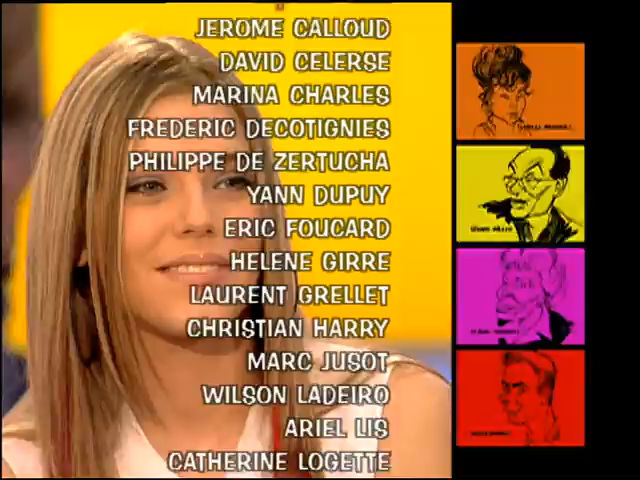 JEROME CALLOUD
DAVID CELERSE
MARINA CHARLES
FREDERIC DECOTIGNIES
PHILIPPE DE ZERTUCHA
YANN DUPUY
ERIC FOUCARD
HELENE GIRRE
LAURENT GRELLET
CHRISTIAN HARRY
MARC JUSOT
WILSON LADEIRO
ARIEL LIS
CATHERINE LOGETTE